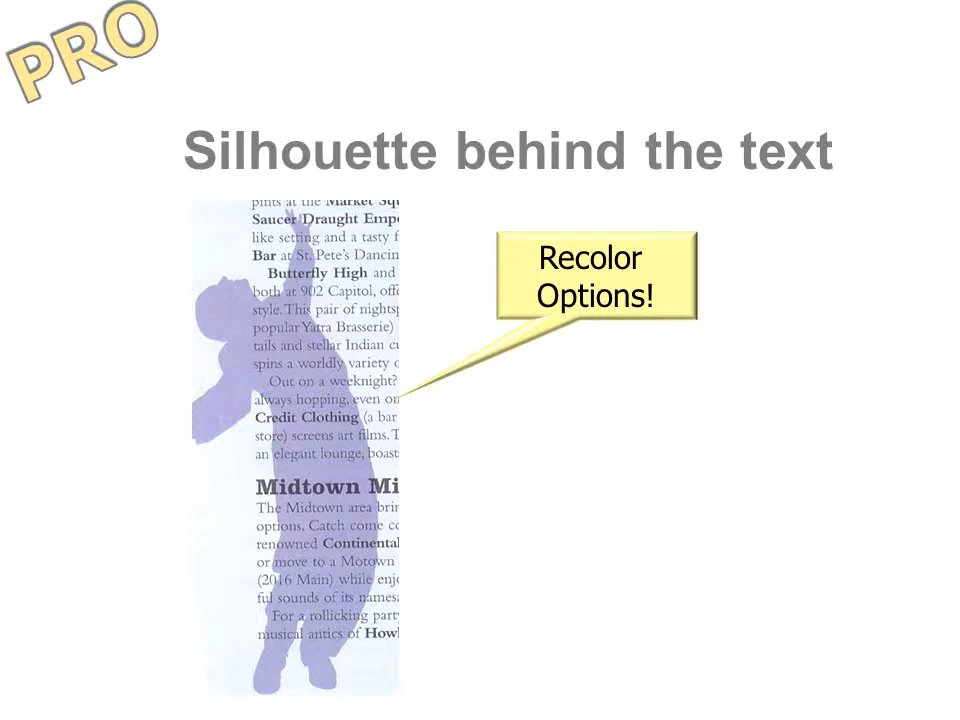 PRO
Silhouette behind the text
Recolor
Options!
pints at the Market Squ
Saucer Draught Empo
like setting and a tasty f
Bar at St. Pete's Dancin
Butterfly High and
both at 902 Capitol, offe
style. This pair of nightsp
popular Yatra Brasserie)
tails and stellar Indian cu
spins a worldly variety o
Out on a weeknight?
always hopping, even on
Credit Clothing (a bar
store) screens art films. T
an elegant lounge, boast
Midtown Mi
The Midtown area brin
options. Catch come co
renowned Continental
or move to a Motown
(2016 Main) while enjo
ful sounds of its namesa
For a rollicking party
musical antics of Howl